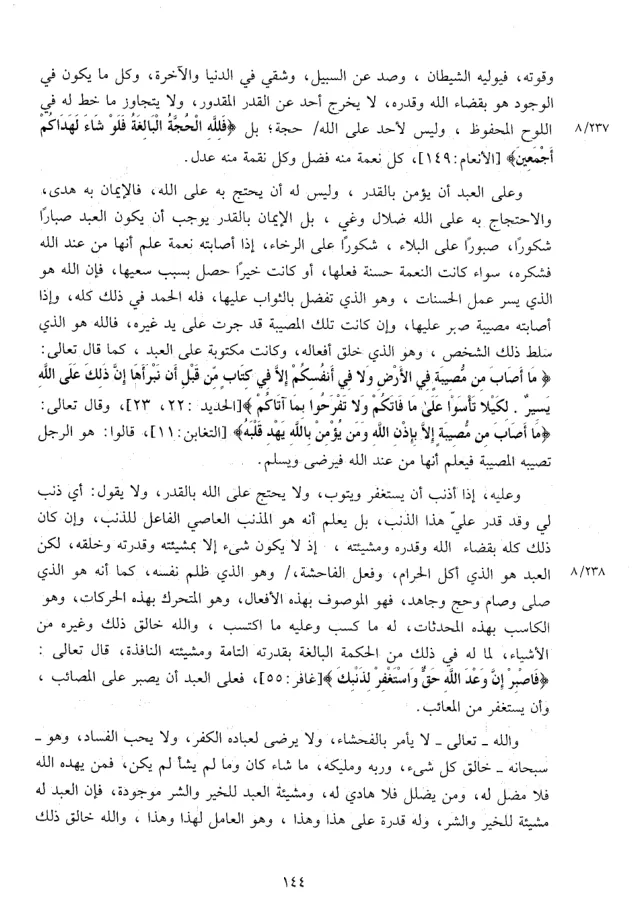 وقوته، فيوليه الشيطان ، وصد عن السبيل، وشقي في الدنيا والآخرة، وكل ما يكون في
الوجود هو بقضاء الله وقدره، لا يخرج أحد عن القدر المقدور، ولا يتجاوز ما خط له في
٨/٢٣٧ اللوح المحفوظ ، وليس لأحد على الله/ حجة؛ بل ﴿فَلِلَّهِ الْحُجَّةُ الْبَالِغَةُ فَلَوْ شَاءَ لَهَدَاكُمْ
أَجْمَعِينَ﴾ [الأنعام:١٤٩]، كل نعمة منه فضل وكل نقمة منه عدل.
وعلى العبد أن يؤمن بالقدر ، وليس له أن يحتج به على الله، فالإيمان به هدى،
والاحتجاج به على الله ضلال وغي ، بل الإيمان بالقدر يوجب أن يكون العبد صبارًا
شكورًا، صبورًا على البلاء ، شكورًا على الرخاء، إذا أصابته نعمة علم أنها من عند الله
فشكره، سواء كانت النعمة حسنة فعلها، أو كانت خيرًا حصل بسبب سعيها، فإن الله هو
الذي يسر عمل الحسنات ، وهو الذي تفضل بالثواب عليها، فله الحمد في ذلك كله، وإذا
أصابته مصيبة صبر عليها، وإن كانت تلك المصيبة قد جرت على يد غيره، فالله هو الذي
سلط ذلك الشخص ، وهو الذي خلق أفعاله، وكانت مكتوبة على العبد ، كما قال تعالى:
﴿ مَا أَصَابَ مِن مُّصِيبَةٍ فِي الأَرْضِ وَلا فِي أَنفُسِكُمْ إِلاَّ فِي كِتَابٍ مِّن قَبْلِ أَن نَبْرَأَهَا إِنَّ ذَلِكَ عَلَى اللَّهِ
يَسِيرٌ . لِكَيْلا تَأْسَوْا عَلَىٰ مَا فَاتَكُمْ وَلا تَفْرَحُوا بِمَا آتَاكُمْ ﴾[الحديد :٢٢، ٢٣]، وقال تعالى:
﴿مَا أَصَابَ مِن مُّصِيبَةٍ إِلاَّ بِإِذْنِ اللَّهِ وَمَن يُؤْمِنْ بِاللَّهِ يَهْدِ قَلْبَهُ﴾ [التغابن:١١]، قالوا: هو الرجل
تصيبه المصيبة فيعلم أنها من عند الله فيرضى ويسلم.
وعليه، إذا أذنب أن يستغفر ويتوب، ولا يحتج على الله بالقدر، ولا يقول: أي ذنب
لي وقد قدر عليّ هذا الذنب، بل يعلم أنه هو المذنب العاصي الفاعل للذنب، وإن كان
ذلك كله بقضاء الله وقدره ومشيئته ، إذ لا يكون شىء إلا بمشيئته وقدرته وخلقه، لكن
٨/٢٣٨ العبد هو الذي أكل الحرام، وفعل الفاحشة،/ وهو الذي ظلم نفسه، كما أنه هو الذي
صلى وصام وحج وجاهد، فهو الموصوف بهذه الأفعال، وهو المتحرك بهذه الحركات، وهو
الكاسب بهذه المحدثات، له ما كسب وعليه ما اكتسب ، والله خالق ذلك وغيره من
الأشياء، لما له في ذلك من الحكمة البالغة بقدرته التامة ومشيئته النافذة، قال تعالى :
﴿فَاصْبِرْ إِنَّ وَعْدَ اللَّهِ حَقٌّ وَاسْتَغْفِرْ لِذَنْبِكَ﴾[غافر:٥٥]، فعلى العبد أن يصبر على المصائب ،
وأن يستغفر من المعائب.
والله ـ تعالى ـ لا يأمر بالفحشاء، ولا يرضى لعباده الكفر، ولا يحب الفساد، وهو ـ
سبحانه ـ خالق كل شىء، وربه ومليكه، ما شاء كان وما لم يشأ لم يكن، فمن يهده الله
فلا مضل له، ومن يضلل فلا هادي له، ومشيئة العبد للخير والشر موجودة، فإن العبد له
مشيئة للخير والشر، وله قدرة على هذا وهذا ، وهو العامل لهذا وهذا ، والله خالق ذلك
١٤٤